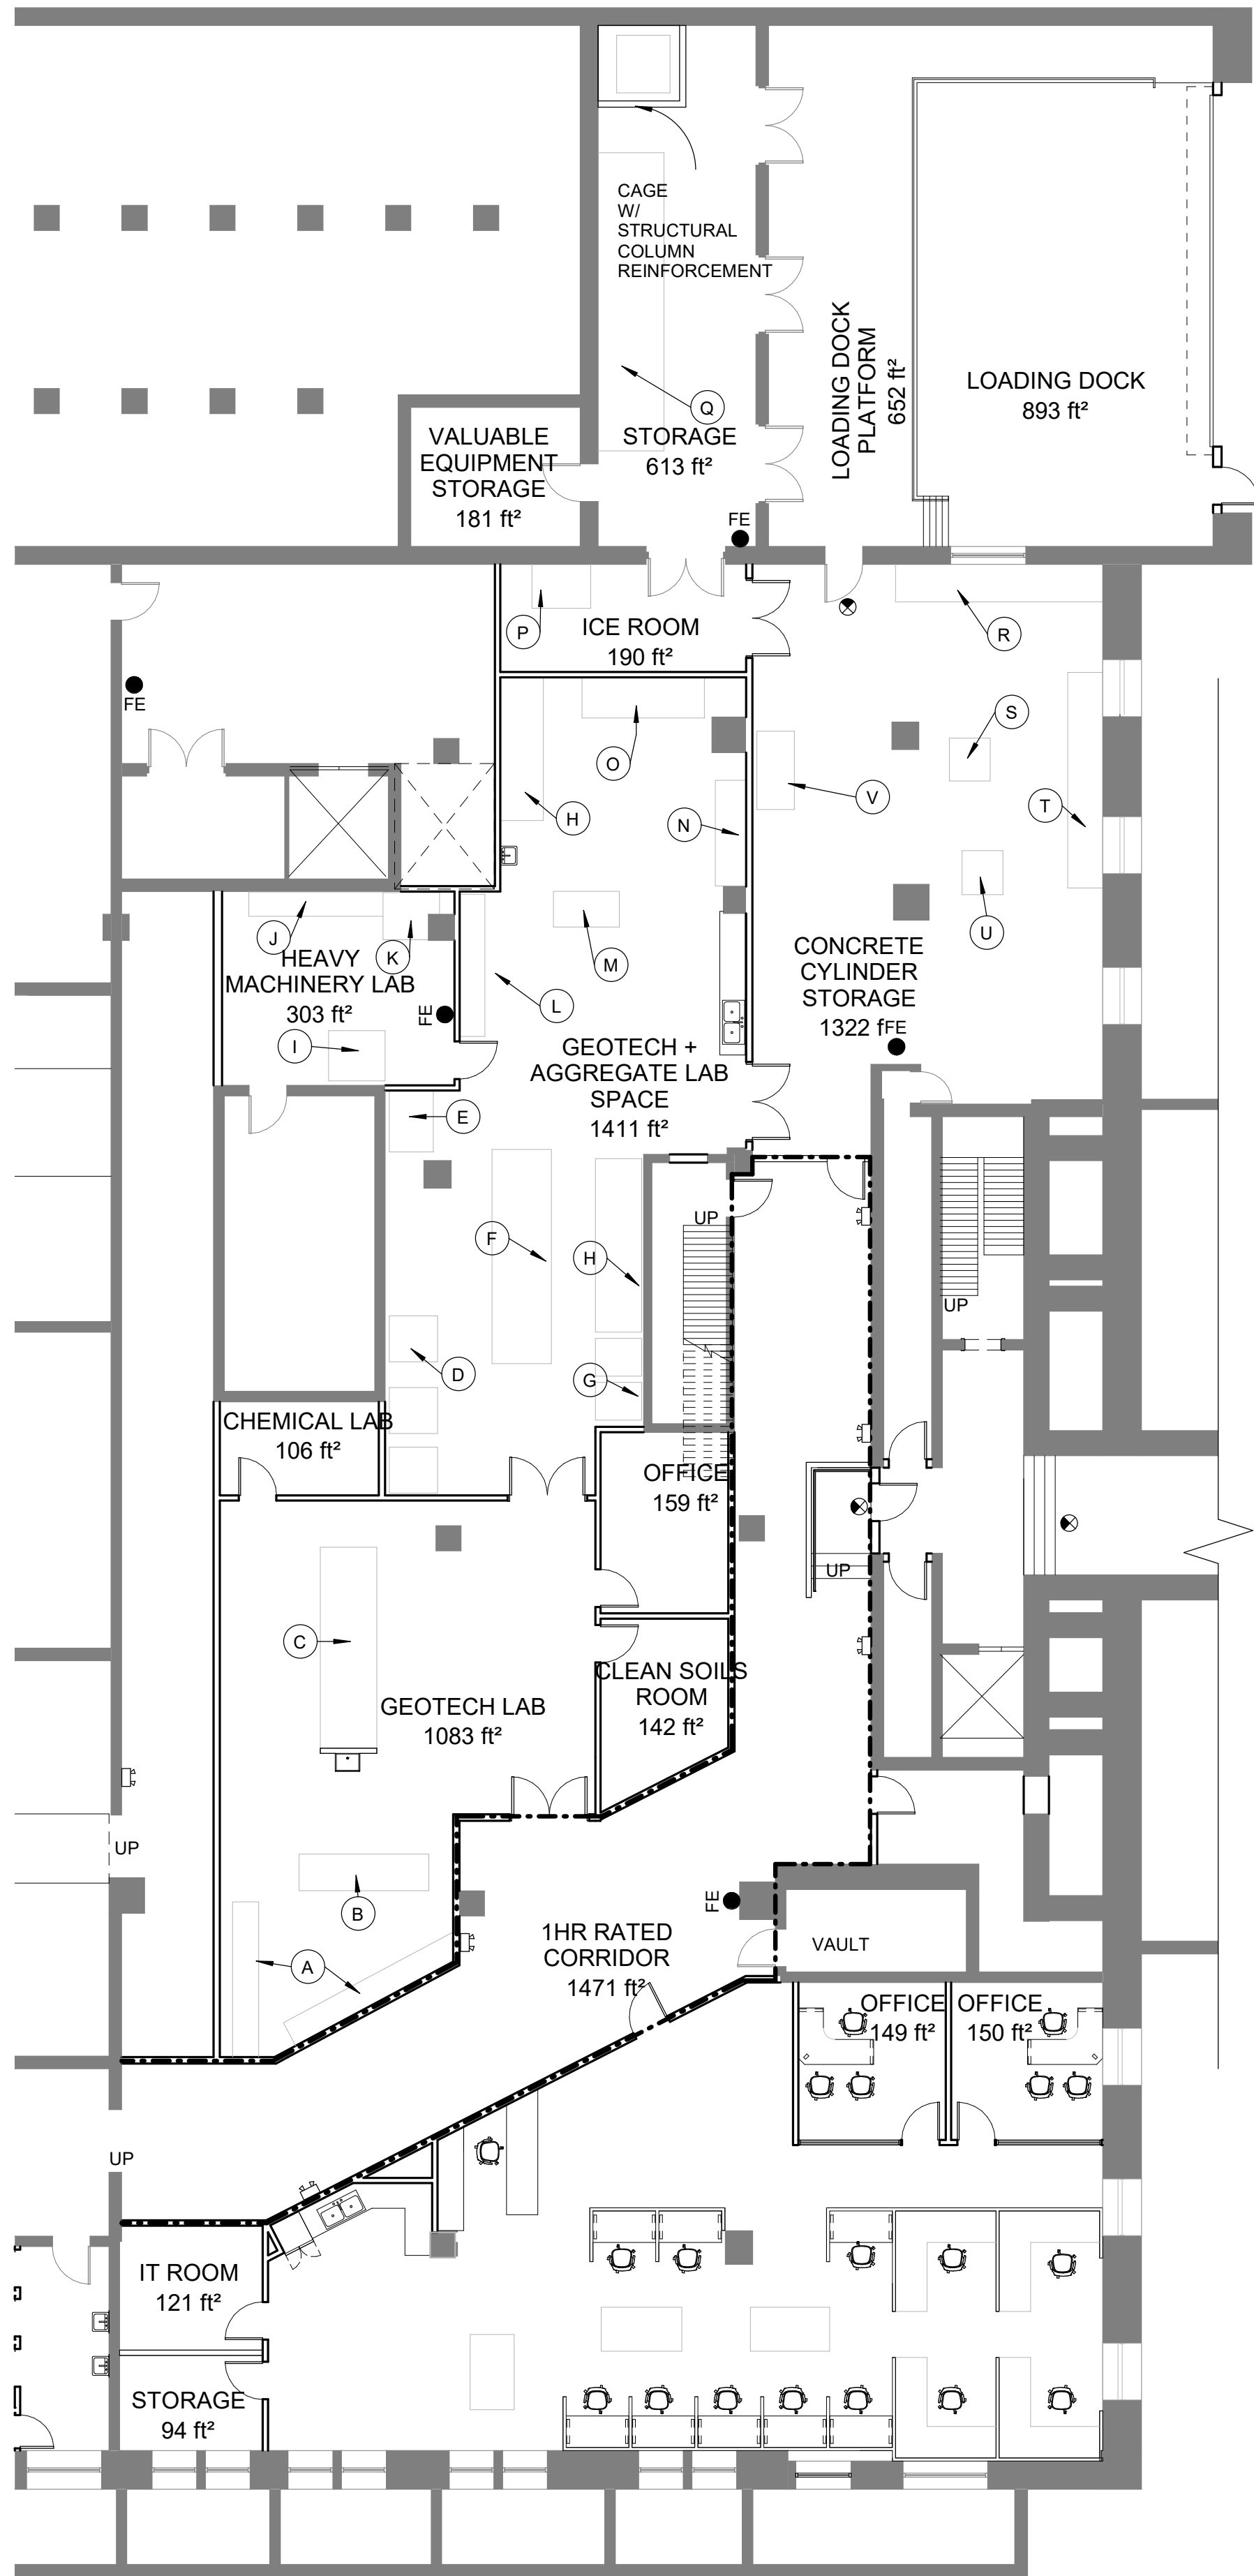 CAGE
W/
STRUCTURAL
COLUMN
REINFORCEMENT
LOADING DOCK
PLATFORM
652 ft²
LOADING DOCK
893 ft²
Q
VALUABLE
EQUIPMENT
STORAGE
181 ft²
STORAGE
613 ft²
FE
P
ICE ROOM
190 ft²
R
FE
S
O
H
N
V
T
J
K
HEAVY
MACHINERY LAB
303 ft²
M
L
U
CONCRETE
CYLINDER
STORAGE
1322 f
FE
FE
I
GEOTECH +
AGGREGATE LAB
SPACE
1411 ft²
E
UP
F
H
UP
D
G
CHEMICAL LAB
106 ft²
OFFICE
159 ft²
UP
C
CLEAN SOILS
ROOM
142 ft²
GEOTECH LAB
1083 ft²
UP
B
FE
A
1HR RATED
CORRIDOR
1471 ft²
VAULT
OFFICE
149 ft²
OFFICE
150 ft²
UP
IT ROOM
121 ft²
STORAGE
94 ft²